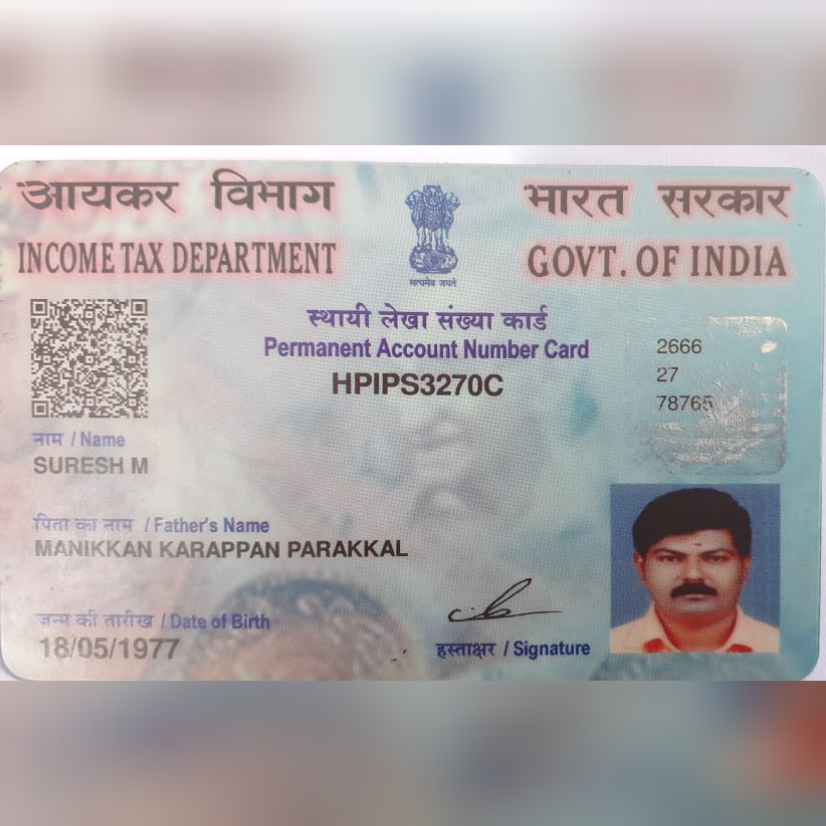 आयकर विभाग
INCOME TAX DEPARTMENT
भारत सरकार
GOVT. OF INDIA
सत्यमेव जयते
स्थायी लेखा संख्या कार्ड
Permanent Account Number Card
HPIPS3270C
2666
27
78765
नाम / Name
SURESH M
पिता का नाम / Father's Name
MANIKKAN KARAPPAN PARAKKAL
जन्म की तारीख / Date of Birth
18/05/1977
हस्ताक्षर / Signature